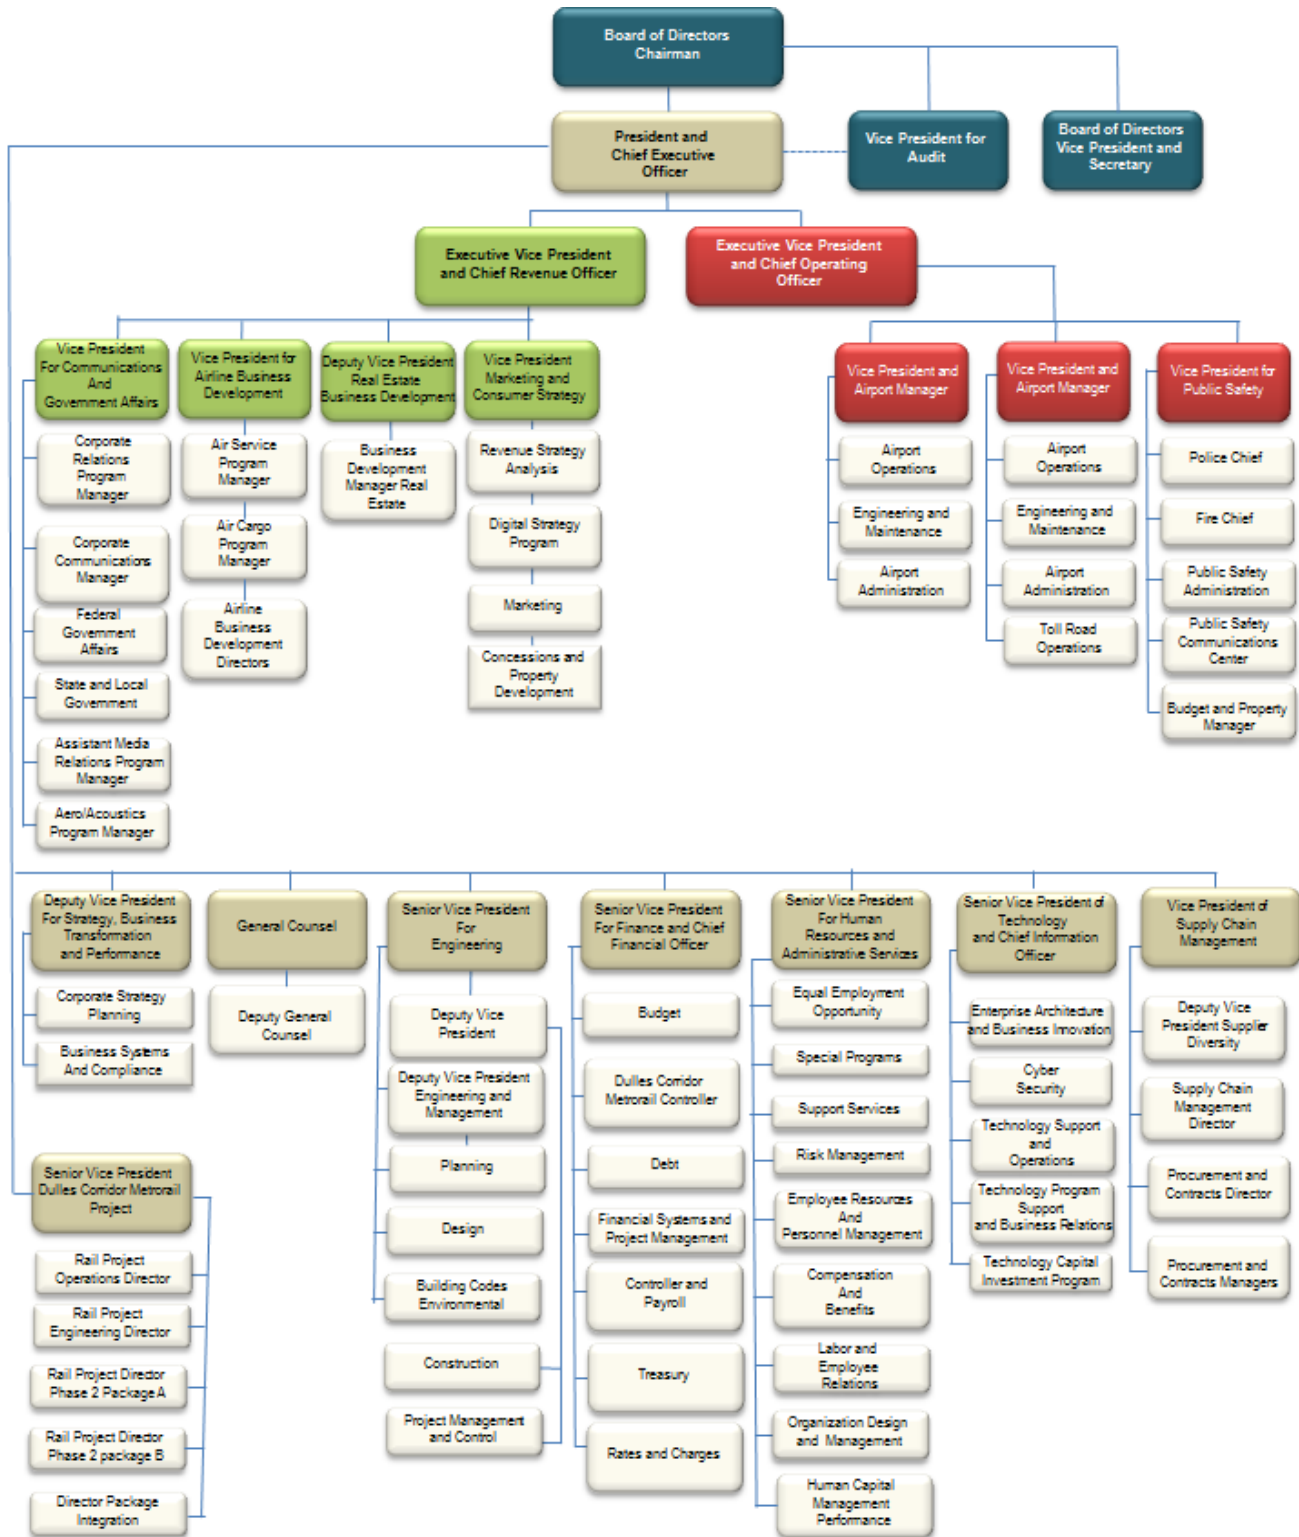 Board of Directors
Chairman
President and
Chief Executive
Officer
Vice President for
Audit
Board of Directors
Vice President and
Secretary
Executive Vice President
and Chief Revenue Officer
Executive Vice President
and Chief Operating
Officer
Vice President
For Communications
And
Government Affairs
Vice President for
Airline Business
Development
Deputy Vice President
Real Estate
Business Development
Vice President
Marketing and
Consumer Strategy
Vice President and
Airport Manager
Vice President and
Airport Manager
Vice President for
Public Safety
Corporate
Relations
Program
Manager
Corporate
Communications
Manager
Federal
Government
Affairs
State and Local
Government
Assistant Media
Relations Program
Manager
Aero/Acoustics
Program Manager
Air Service
Program
Manager
Air Cargo
Program
Manager
Airline
Business
Development
Directors
Business
Development
Manager Real
Estate
Revenue Strategy
Analysis
Digital Strategy
Program
Marketing
Concessions and
Property
Development
Airport
Operations
Engineering and
Maintenance
Airport
Administration
Airport
Operations
Engineering and
Maintenance
Airport
Administration
Toll Road
Operations
Police Chief
Fire Chief
Public Safety
Administration
Public Safety
Communications
Center
Budget and Property
Manager
Deputy Vice President
For Strategy, Business
Transformation
and Performance
Corporate Strategy
Planning
Business Systems
And Compliance
General Counsel
Deputy General
Counsel
Senior Vice President
For
Engineering
Deputy Vice
President
Deputy Vice President
Engineering and
Management
Planning
Design
Building Codes
Environmental
Construction
Project Management
and Control
Senior Vice President
For Finance and Chief
Financial Officer
Budget
Dulles Corridor
Metrorail Controller
Debt
Financial Systems and
Project Management
Controller and
Payroll
Treasury
Rates and Charges
Senior Vice President
For Human
Resources and
Administrative Services
Equal Employment
Opportunity
Special Programs
Support Services
Risk Management
Employee Resources
And
Personnel Management
Compensation
And
Benefits
Labor and
Employee
Relations
Organization Design
and Management
Human Capital
Management
Performance
Senior Vice President of
Technology
and Chief Information
Officer
Enterprise Architecture
and Business Innovation
Cyber
Security
Technology Support
and
Operations
Technology Program
Support
and Business Relations
Technology Capital
Investment Program
Vice President of
Supply Chain
Management
Deputy Vice
President Supplier
Diversity
Supply Chain
Management
Director
Procurement and
Contracts Director
Procurement and
Contracts Managers
Senior Vice President
Dulles Corridor Metrorail
Project
Rail Project
Operations Director
Rail Project
Engineering Director
Rail Project Director
Phase 2 Package A
Rail Project Director
Phase 2 package B
Director Package
Integration